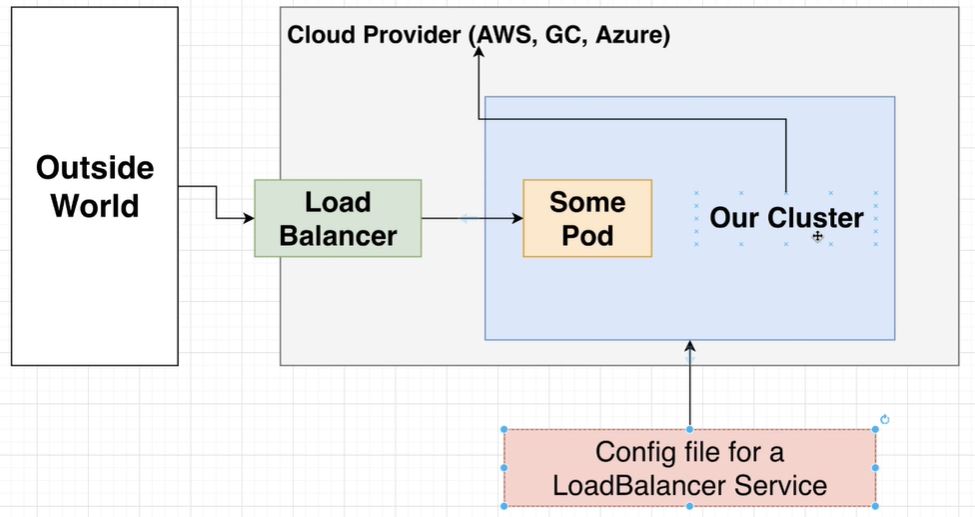 Cloud Provider (AWS, GC, Azure)
Outside
World
Load
Balancer
Some
Pod
Our Cluster
Config file for a
LoadBalancer Service